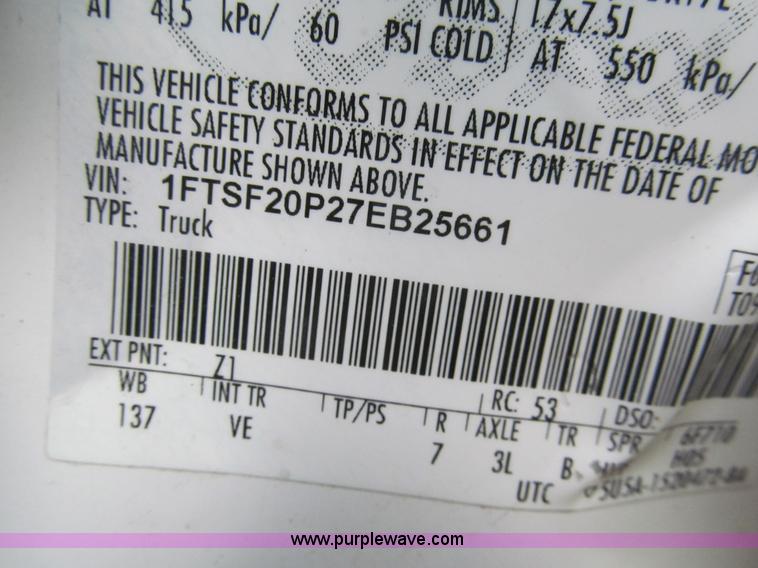 AT 415 kPa/ 60 PSI COLD
RIMS 17x7.5J
AT 550 kPa/
THIS VEHICLE CONFORMS TO ALL APPLICABLE FEDERAL MO
VEHICLE SAFETY STANDARDS IN EFFECT ON THE DATE OF
MANUFACTURE SHOWN ABOVE.
VIN: 1FTSF20P27EB25661
TYPE: Truck
EXT PNT: Z1 RC: 53 DSO:
WB INT TR TP/PS R AXLE TR SPR 6F710
137 VE 7 3L B
UTC
www.purplewave.com